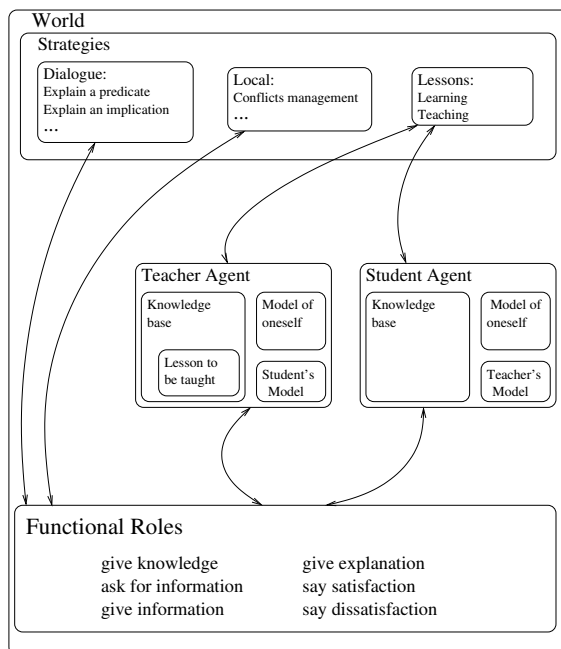 World
Strategies
Dialogue:
Explain a predicate
Explain an implication
...
Local:
Conflicts management
...
Lessons:
Learning
Teaching
Teacher Agent
Knowledge
base
Lesson to
be taught
Model of
oneself
Student's
Model
Student Agent
Knowledge
base
Model of
oneself
Teacher's
Model
Functional Roles
give knowledge
ask for information
give information
give explanation
say satisfaction
say dissatisfaction